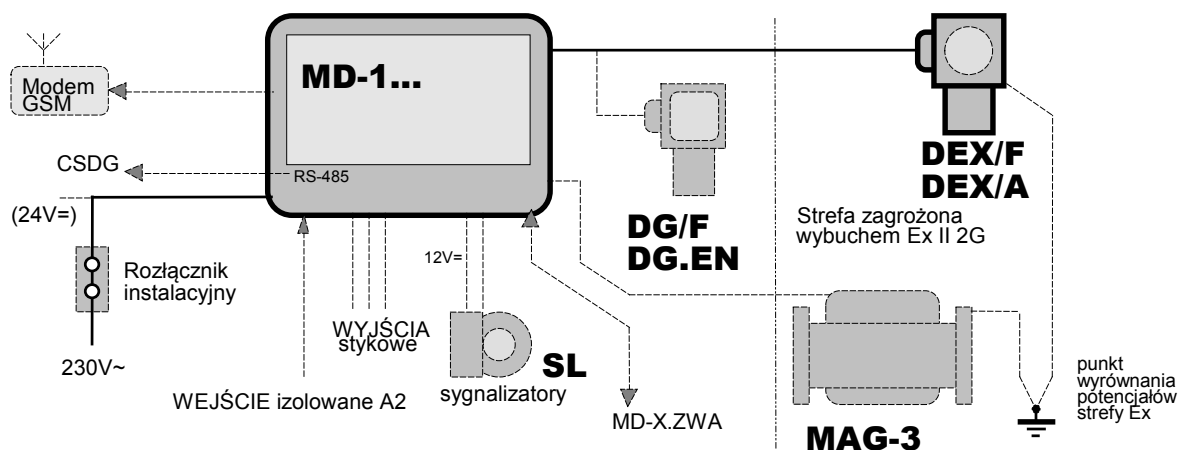 Modem
GSM
MD-1...
CSDG
RS-485
(24V=)
Rozłącznik
instalacyjny
230V~
WEJŚCIE izolowane A2
WYJŚCIA
stykowe
12V=
SL
sygnalizatory
MD-X.ZWA
DG/F
DG.EN
DEX/F
DEX/A
Strefa zagrożona
wybuchem Ex II 2G
MAG-3
punkt
wyrównania
potencjałów
strefy Ex